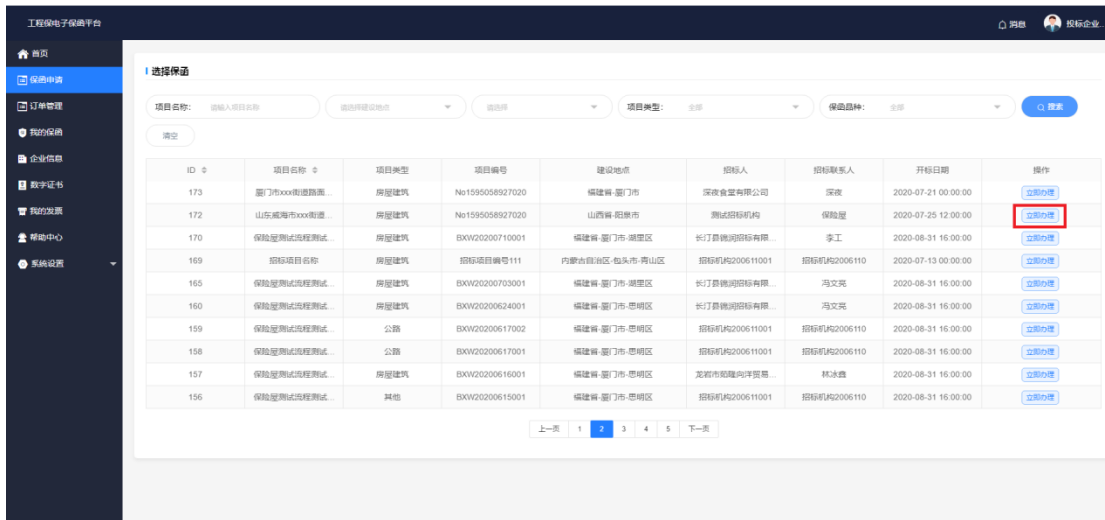 工程保电子保函平台
消息 投标企业...
首页
保函申请
订单管理
我的保函
企业信息
数字证书
我的发票
帮助中心
系统设置
选择保函
项目名称: 请输入项目名称 请选择建设地点 请选择 项目类型: 全部 保函品种: 全部 搜索
清空
ID 项目名称 项目类型 项目编号 建设地点 招标人 招标联系人 开标日期 操作
173 厦门市xxx街道路面... 房屋建筑 No1595058927020 福建省-厦门市 深夜食堂有限公司 深夜 2020-07-21 00:00:00 立即办理
172 山东威海市xxx街道... 房屋建筑 No1595058927020 山西省-阳泉市 测试招标机构 保险屋 2020-07-25 12:00:00 立即办理
170 保险屋测试流程测试... 房屋建筑 BXW20200710001 福建省-厦门市-湖里区 长汀县锦润招标有限... 李工 2020-08-31 16:00:00 立即办理
169 招标项目名称 房屋建筑 招标项目编号111 内蒙古自治区-包头市-青山区 招标机构200611001 招标机构2006110 2020-07-13 00:00:00 立即办理
165 保险屋测试流程测试... 房屋建筑 BXW20200703001 福建省-厦门市-湖里区 长汀县锦润招标有限... 冯文亮 2020-08-31 16:00:00 立即办理
160 保险屋测试流程测试... 房屋建筑 BXW20200624001 福建省-厦门市-思明区 长汀县锦润招标有限... 冯文亮 2020-08-31 16:00:00 立即办理
159 保险屋测试流程测试... 公路 BXW20200617002 福建省-厦门市-思明区 招标机构200611001 招标机构2006110 2020-08-31 16:00:00 立即办理
158 保险屋测试流程测试... 公路 BXW20200617001 福建省-厦门市-思明区 招标机构200611001 招标机构2006110 2020-08-31 16:00:00 立即办理
157 保险屋测试流程测试... 房屋建筑 BXW20200616001 福建省-厦门市-思明区 龙岩市茹隆向洋贸易... 林冰鑫 2020-08-31 16:00:00 立即办理
156 保险屋测试流程测试... 其他 BXW20200615001 福建省-厦门市-思明区 招标机构200611001 招标机构2006110 2020-08-31 16:00:00 立即办理
上一页 1 2 3 4 5 下一页